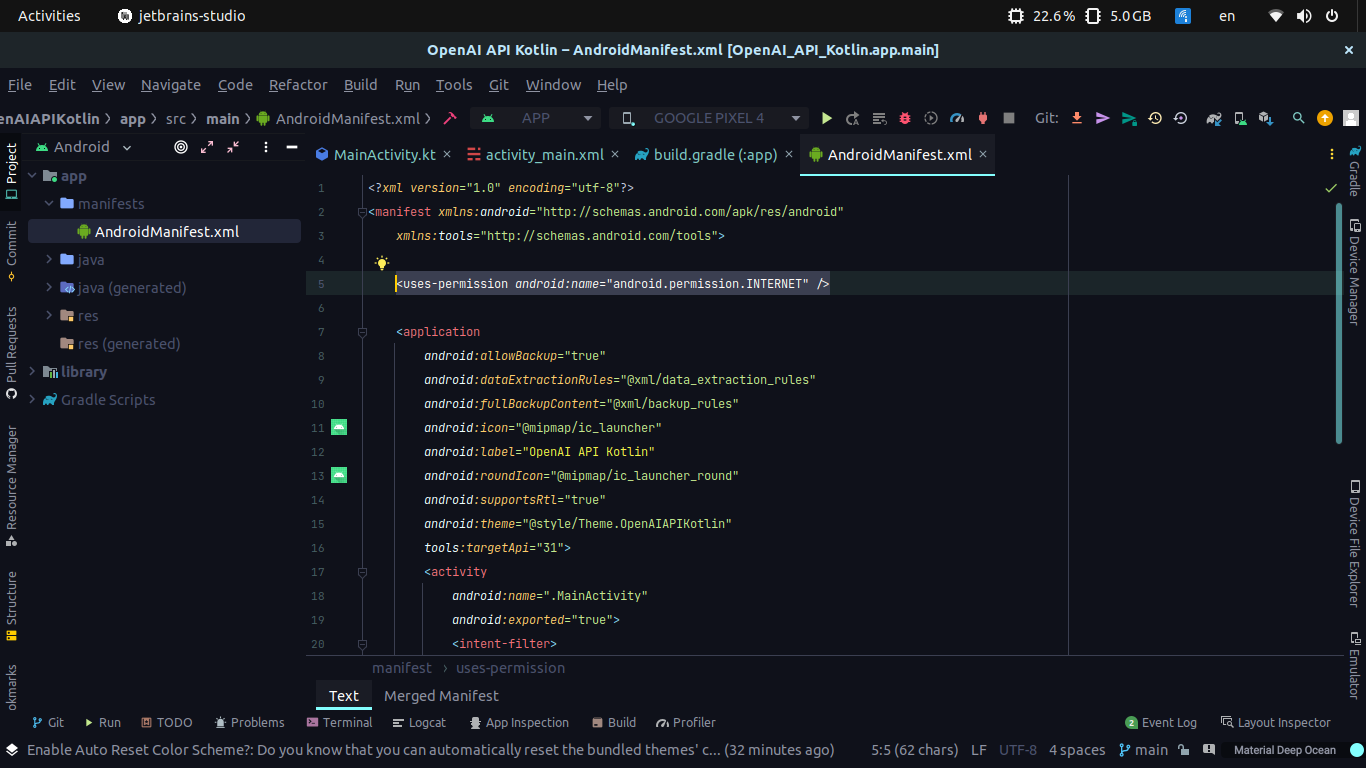 Activities jetbrains-studio 22.6 % 5.0 GB en
OpenAI API Kotlin – AndroidManifest.xml [OpenAI_API_Kotlin.app.main]
File Edit View Navigate Code Refactor Build Run Tools Git Window Help
enAIAPIKotlin app src main AndroidManifest.xml APP GOOGLE PIXEL 4 Git:
Project
Commit
Pull Requests
Resource Manager
Structure
okmarks
Android
app
manifests
AndroidManifest.xml
java
java (generated)
res
res (generated)
library
Gradle Scripts
MainActivity.kt activity_main.xml build.gradle (:app) AndroidManifest.xml
1 <?xml version="1.0" encoding="utf-8"?>
2 <manifest xmlns:android="http://schemas.android.com/apk/res/android"
3 xmlns:tools="http://schemas.android.com/tools">
4
5 <uses-permission android:name="android.permission.INTERNET" />
6
7 <application
8 android:allowBackup="true"
9 android:dataExtractionRules="@xml/data_extraction_rules"
10 android:fullBackupContent="@xml/backup_rules"
11 android:icon="@mipmap/ic_launcher"
12 android:label="OpenAI API Kotlin"
13 android:roundIcon="@mipmap/ic_launcher_round"
14 android:supportsRtl="true"
15 android:theme="@style/Theme.OpenAIAPIKotlin"
16 tools:targetApi="31">
17 <activity
18 android:name=".MainActivity"
19 android:exported="true">
20 <intent-filter>
manifest › uses-permission
Text Merged Manifest
Gradle
Device Manager
Device File Explorer
Emulator
Git Run TODO Problems Terminal Logcat App Inspection Build Profiler 2 Event Log Layout Inspector
Enable Auto Reset Color Scheme?: Do you know that you can automatically reset the bundled themes' c... (32 minutes ago) 5:5 (62 chars) LF UTF-8 4 spaces main Material Deep Ocean